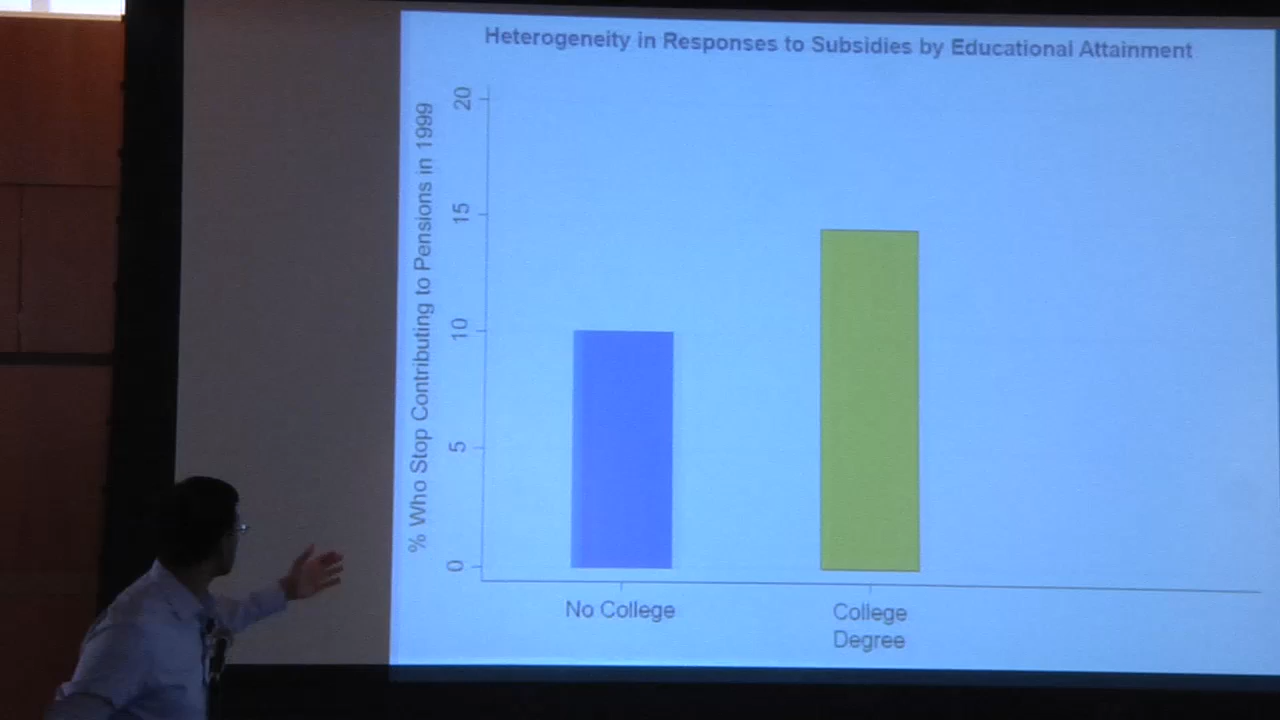 Heterogeneity in Responses to Subsidies by Educational Attainment
% Who Stop Contributing to Pensions in 1999
20
15
10
5
0
No College
College
Degree